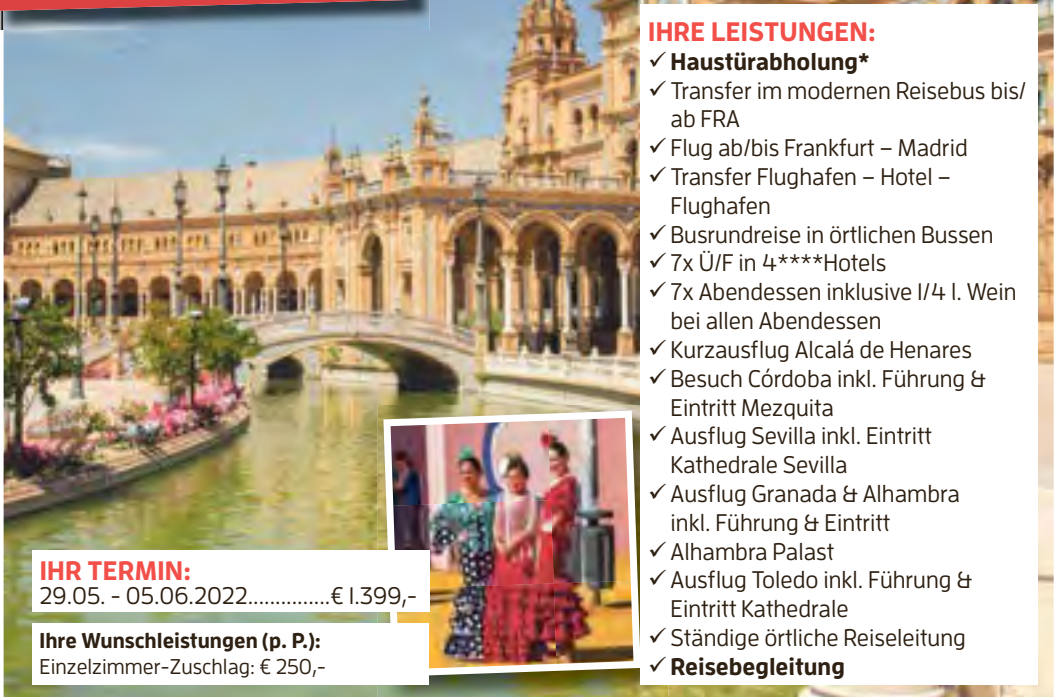 IHRE LEISTUNGEN:
✓ Haustürabholung*
✓ Transfer im modernen Reisebus bis/
ab FRA
✓ Flug ab/bis Frankfurt – Madrid
✓ Transfer Flughafen – Hotel –
Flughafen
✓ Busrundreise in örtlichen Bussen
✓ 7x Ü/F in 4****Hotels
✓ 7x Abendessen inklusive 1/4 l. Wein
bei allen Abendessen
✓ Kurzausflug Alcalá de Henares
✓ Besuch Córdoba inkl. Führung &
Eintritt Mezquita
✓ Ausflug Sevilla inkl. Eintritt
Kathedrale Sevilla
✓ Ausflug Granada & Alhambra
inkl. Führung & Eintritt
✓ Alhambra Palast
✓ Ausflug Toledo inkl. Führung &
Eintritt Kathedrale
✓ Ständige örtliche Reiseleitung
✓ Reisebegleitung
IHR TERMIN:
29.05. - 05.06.2022...............€ 1.399,-
Ihre Wunschleistungen (p. P.):
Einzelzimmer-Zuschlag: € 250,-